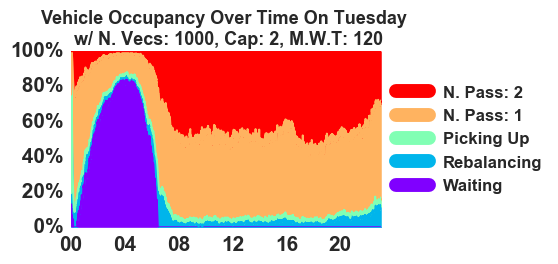 Vehicle Occupancy Over Time On Tuesday
w/ N. Vecs: 1000, Cap: 2, M.W.T: 120
100%
80%
60%
40%
20%
0%
00 04 08 12 16 20
N. Pass: 2
N. Pass: 1
Picking Up
Rebalancing
Waiting